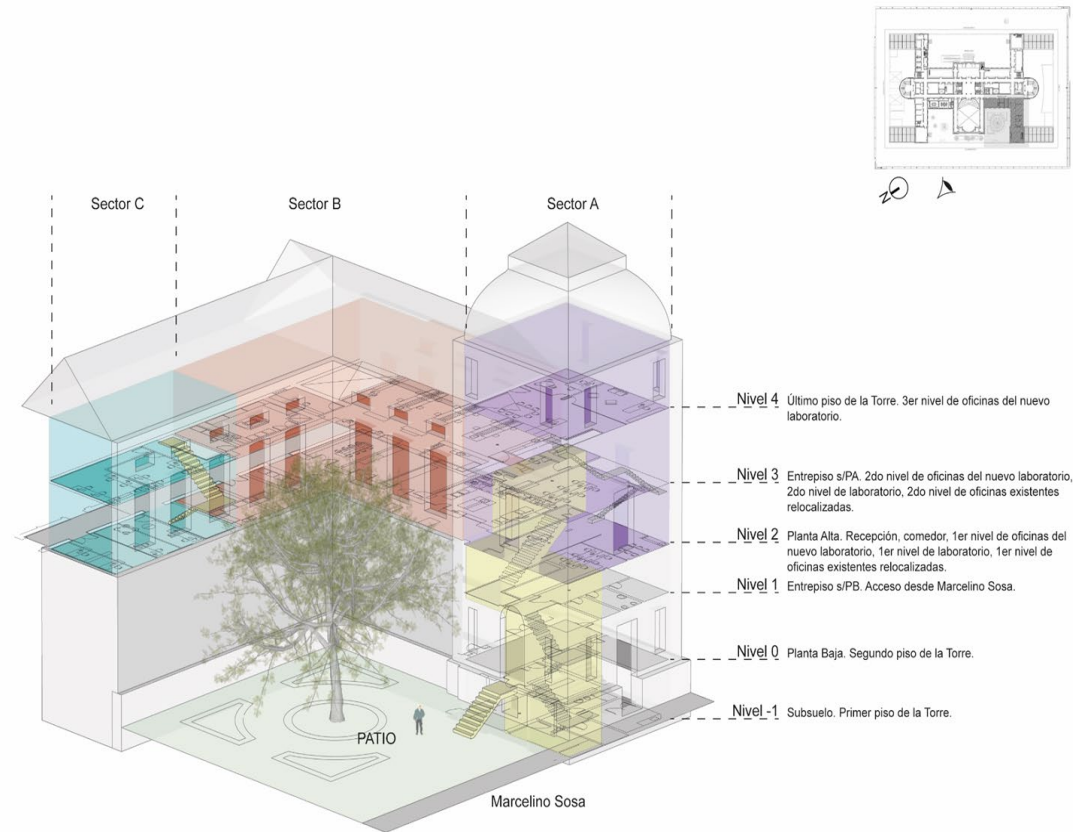 N
Sector C
Sector B
Sector A
Nivel 4 Último piso de la Torre. 3er nivel de oficinas del nuevo
laboratorio.
Nivel 3 Entrepiso s/PA. 2do nivel de oficinas del nuevo laboratorio,
2do nivel de laboratorio, 2do nivel de oficinas existentes
relocalizadas.
Nivel 2 Planta Alta. Recepción, comedor, 1er nivel de oficinas del
nuevo laboratorio, 1er nivel de laboratorio, 1er nivel de
oficinas existentes relocalizadas.
Nivel 1 Entrepiso s/PB. Acceso desde Marcelino Sosa.
Nivel 0 Planta Baja. Segundo piso de la Torre.
Nivel -1 Subsuelo. Primer piso de la Torre.
PATIO
Marcelino Sosa